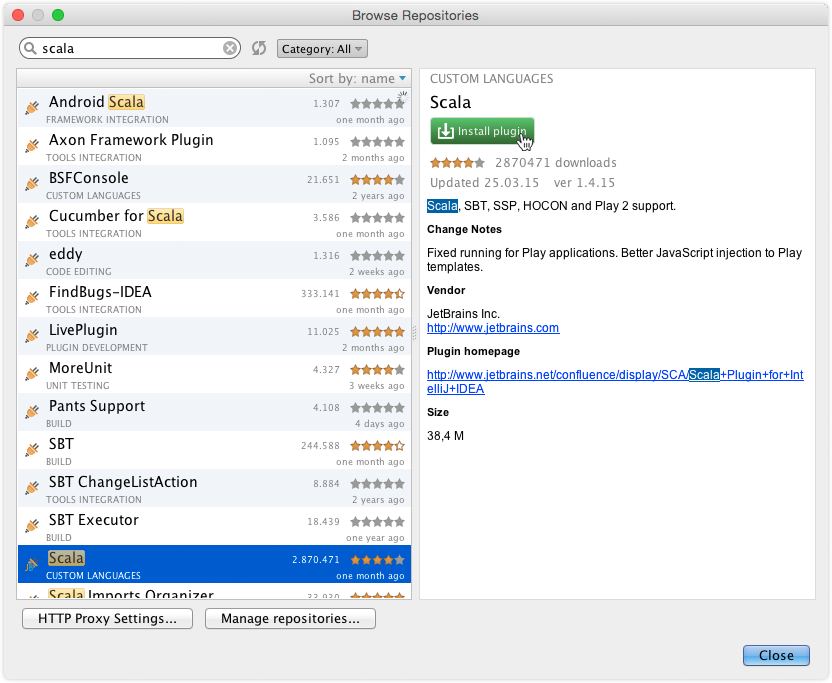 Browse Repositories
scala
Category: All
Sort by: name
Android Scala 1.307
FRAMEWORK INTEGRATION one month ago
Axon Framework Plugin 1.095
TOOLS INTEGRATION 2 months ago
BSFConsole 21.651
CUSTOM LANGUAGES 2 years ago
Cucumber for Scala 3.586
TOOLS INTEGRATION one month ago
eddy 1.316
CODE EDITING 2 weeks ago
FindBugs-IDEA 333.141
TOOLS INTEGRATION one month ago
LivePlugin 11.025
PLUGIN DEVELOPMENT 2 months ago
MoreUnit 4.327
UNIT TESTING 3 weeks ago
Pants Support 4.108
BUILD 4 days ago
SBT 244.588
BUILD one month ago
SBT ChangeListAction 8.884
TOOLS INTEGRATION 2 years ago
SBT Executor 18.439
BUILD one year ago
Scala 2.870.471
CUSTOM LANGUAGES one month ago
Scala Imports Organizer 33.930
CUSTOM LANGUAGES
Scala
Install plugin
2870471 downloads
Updated 25.03.15 ver 1.4.15
Scala, SBT, SSP, HOCON and Play 2 support.
Change Notes
Fixed running for Play applications. Better JavaScript injection to Play
templates.
Vendor
JetBrains Inc.
http://www.jetbrains.com
Plugin homepage
http://www.jetbrains.net/confluence/display/SCA/Scala+Plugin+for+Int
elliJ+IDEA
Size
38,4 M
HTTP Proxy Settings...
Manage repositories...
Close